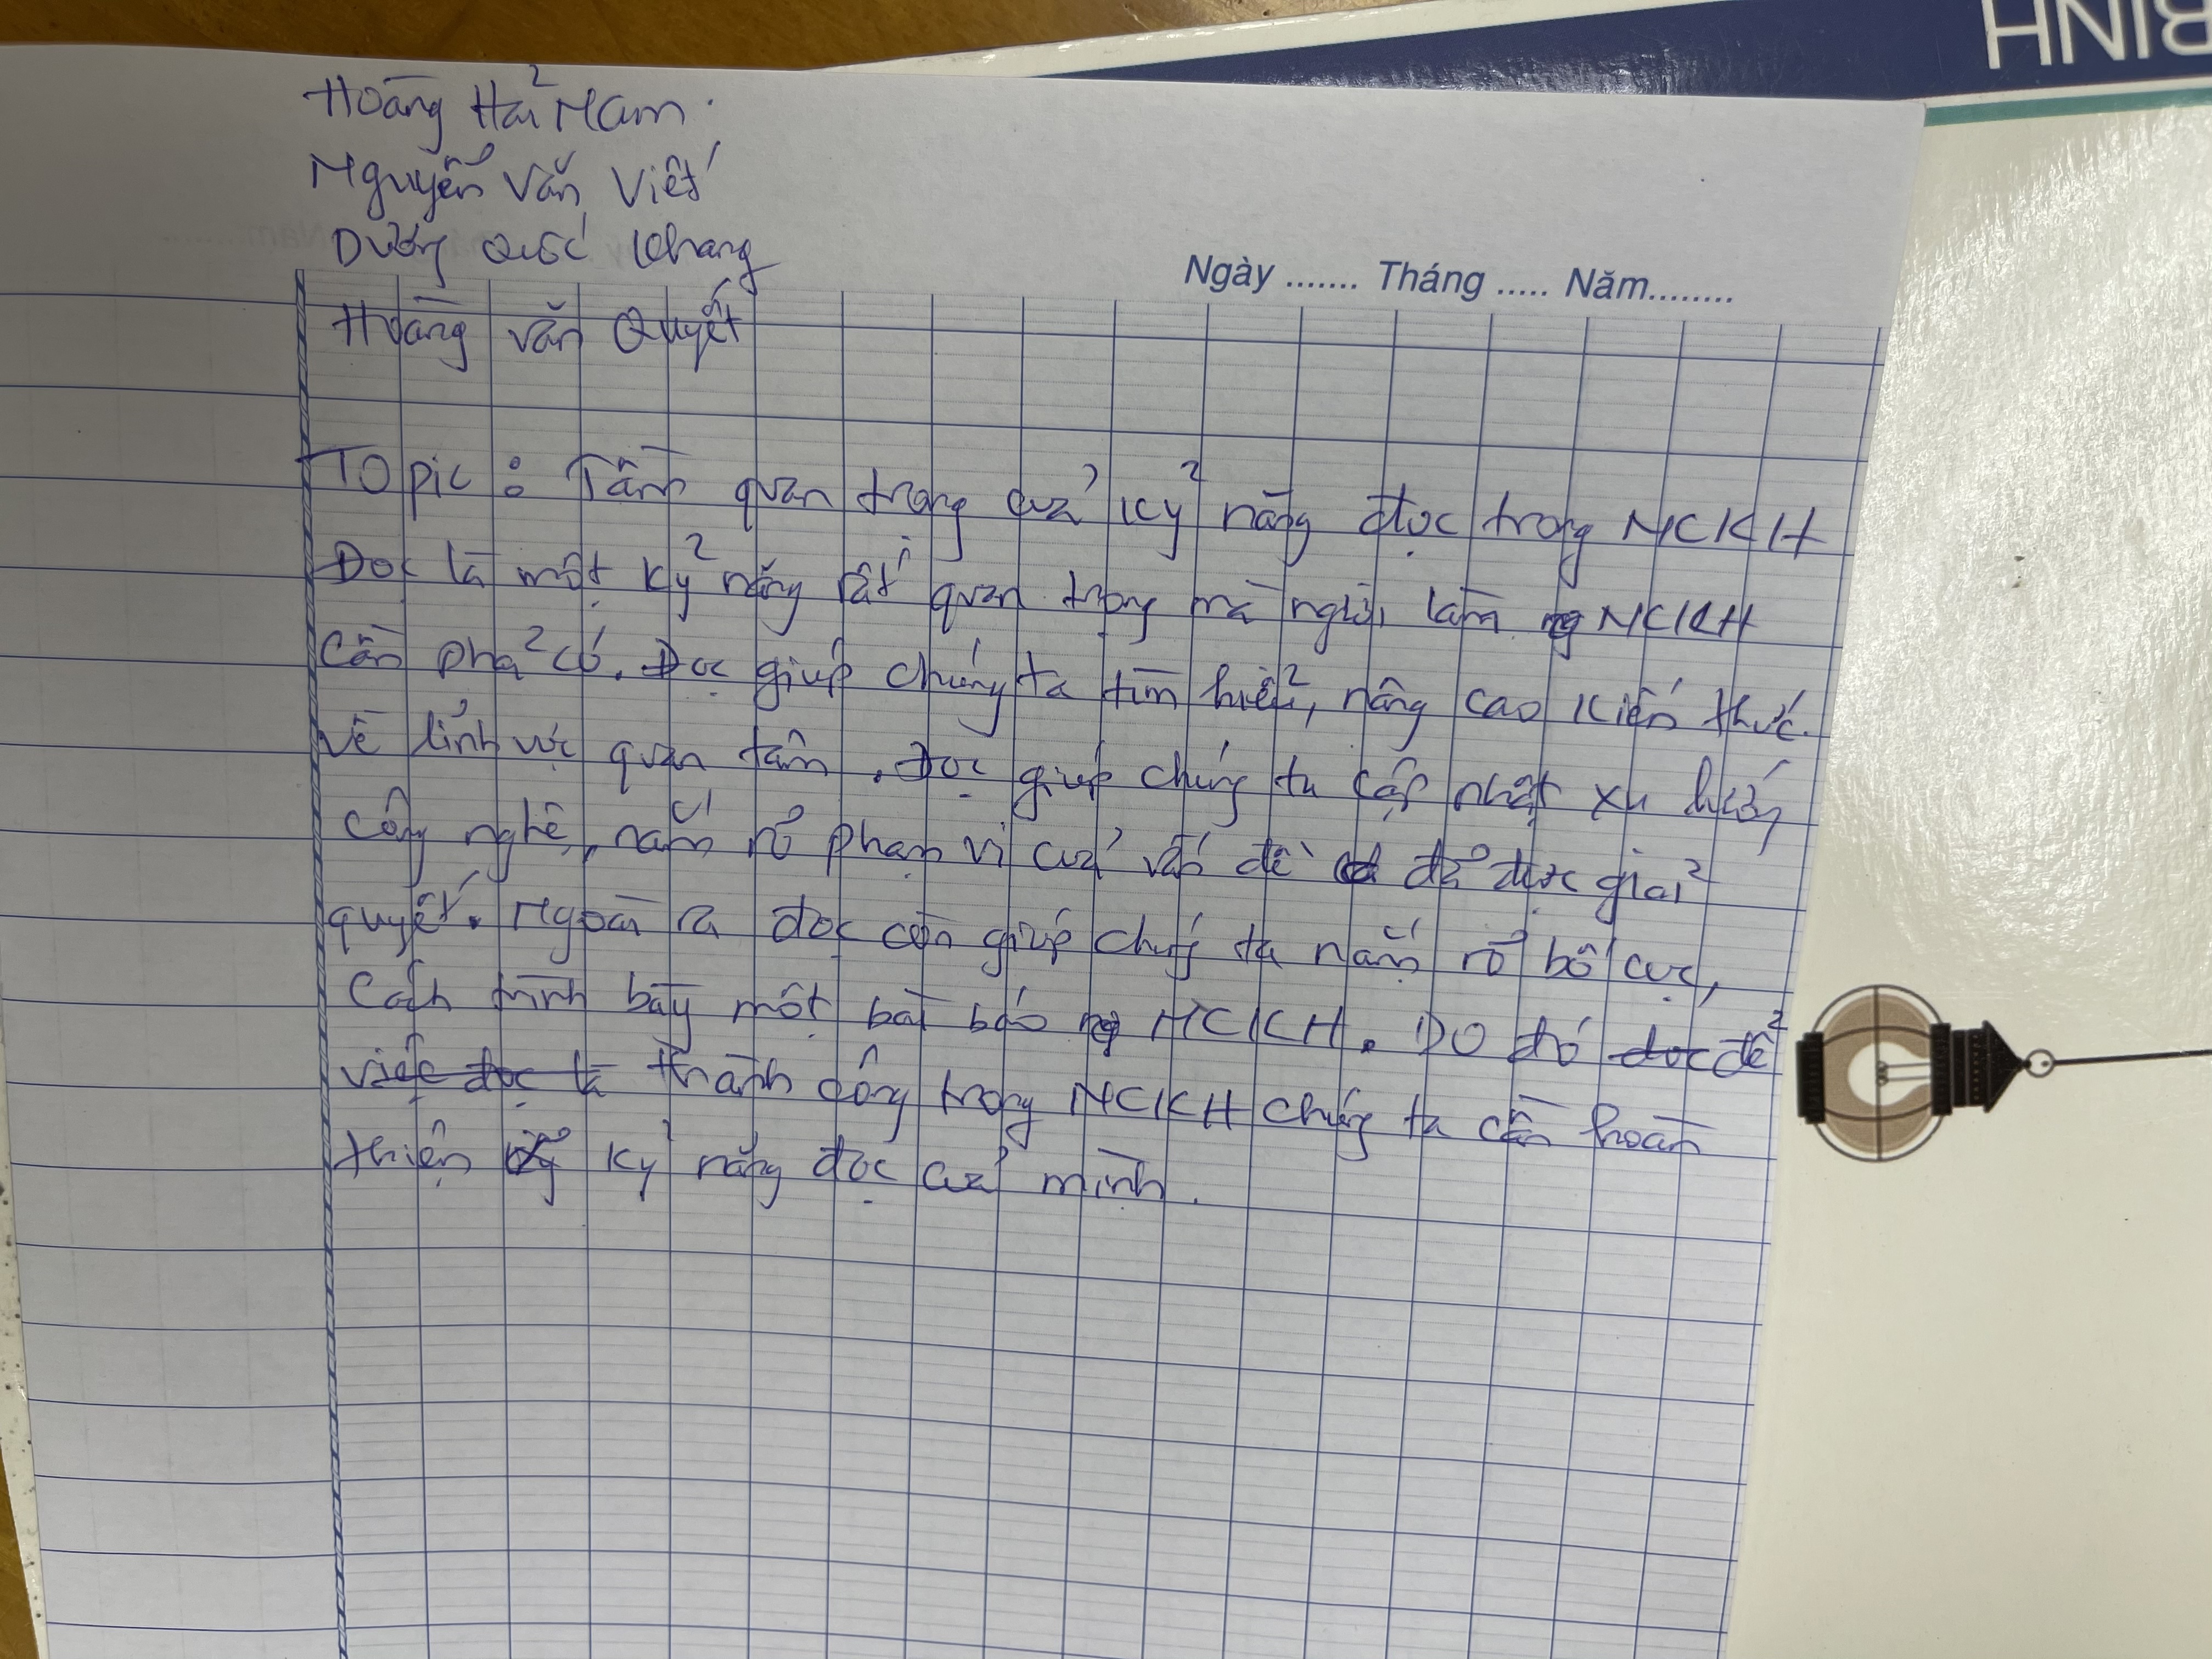 BINH
Hoàng Hải Nam.
Nguyễn Văn Viết
Dương Quốc Khang
Ngày ....... Tháng ..... Năm........
Hoàng Văn Quyết
Topic : Tầm quan trọng của kỹ năng đọc trong NCKH
Đọc là một kỹ năng rất quan trọng mà người làm NCKH
cần phải có. Đọc giúp chúng ta tìm hiểu, nâng cao kiến thức
về lĩnh vực quan tâm. Đọc giúp chúng ta cập nhật xu hướng
công nghệ, nắm rõ phạm vi của vấn đề đã được giải
quyết. Ngoài ra đọc còn giúp chúng ta nắm rõ bố cục,
Cách trình bày một bài báo NCKH. Do đó đọc để
việc đọc là thành công trong NCKH chúng ta cần hoàn
thiện kỹ năng đọc của mình.